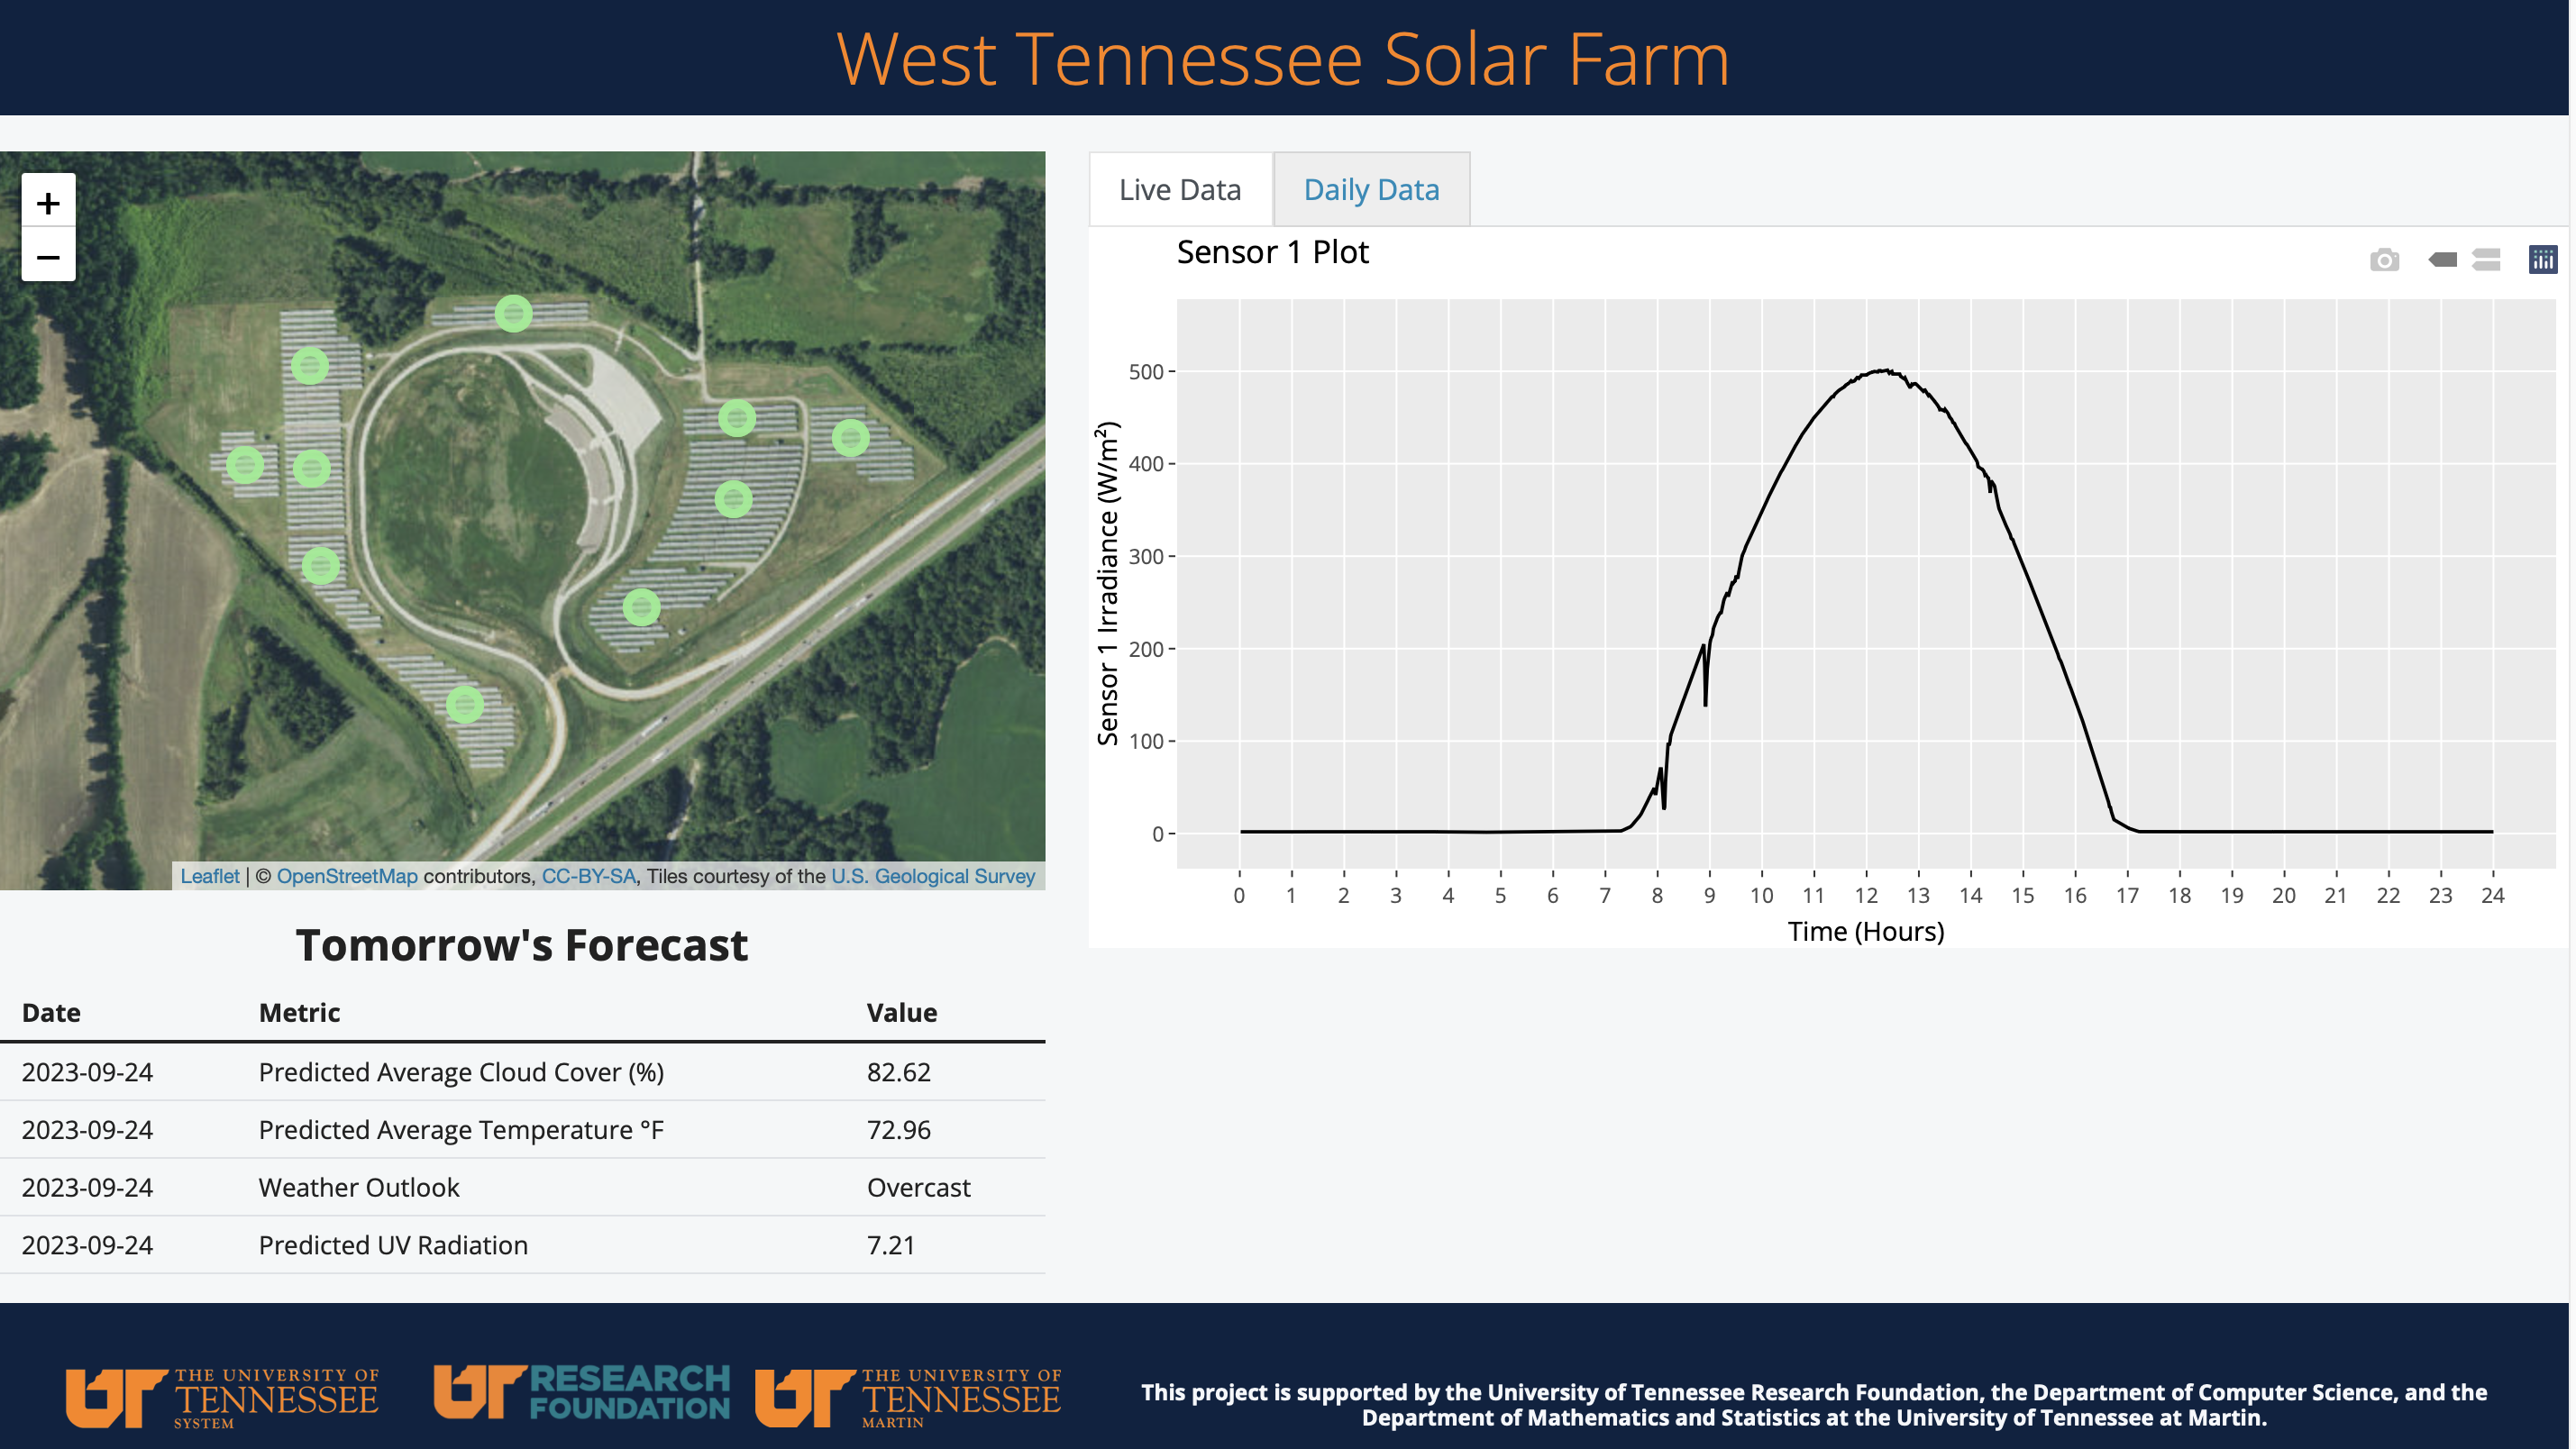 West Tennessee Solar Farm
+
−
Leaflet | © OpenStreetMap contributors, CC-BY-SA, Tiles courtesy of the U.S. Geological Survey
Tomorrow's Forecast
Date Metric Value
2023-09-24 Predicted Average Cloud Cover (%) 82.62
2023-09-24 Predicted Average Temperature °F 72.96
2023-09-24 Weather Outlook Overcast
2023-09-24 Predicted UV Radiation 7.21
Live Data Daily Data
Sensor 1 Plot
Sensor 1 Irradiance (W/m²)
500
400
300
200
100
0
0 1 2 3 4 5 6 7 8 9 10 11 12 13 14 15 16 17 18 19 20 21 22 23 24
Time (Hours)
UT THE UNIVERSITY OF
TENNESSEE
SYSTEM
UT RESEARCH
FOUNDATION
UT THE UNIVERSITY OF
TENNESSEE
MARTIN
This project is supported by the University of Tennessee Research Foundation, the Department of Computer Science, and the
Department of Mathematics and Statistics at the University of Tennessee at Martin.